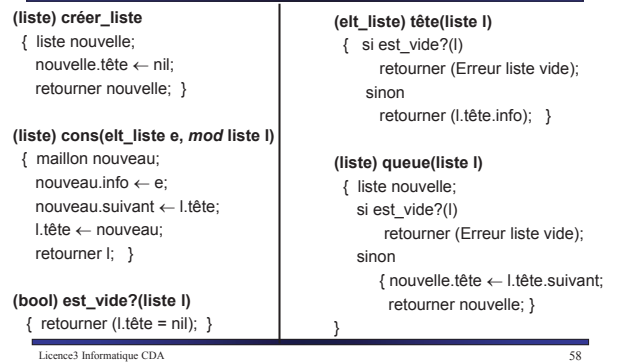 (liste) créer_liste
{ liste nouvelle;
nouvelle.tête ← nil;
retourner nouvelle; }
(liste) cons(elt_liste e, mod liste l)
{ maillon nouveau;
nouveau.info ← e;
nouveau.suivant ← l.tête;
l.tête ← nouveau;
retourner l; }
(bool) est_vide?(liste l)
{ retourner (l.tête = nil); }
(elt_liste) tête(liste l)
{ si est_vide?(l)
retourner (Erreur liste vide);
sinon
retourner (l.tête.info); }
(liste) queue(liste l)
{ liste nouvelle;
si est_vide?(l)
retourner (Erreur liste vide);
sinon
{ nouvelle.tête ← l.tête.suivant;
retourner nouvelle; }
}
Licence3 Informatique CDA
58